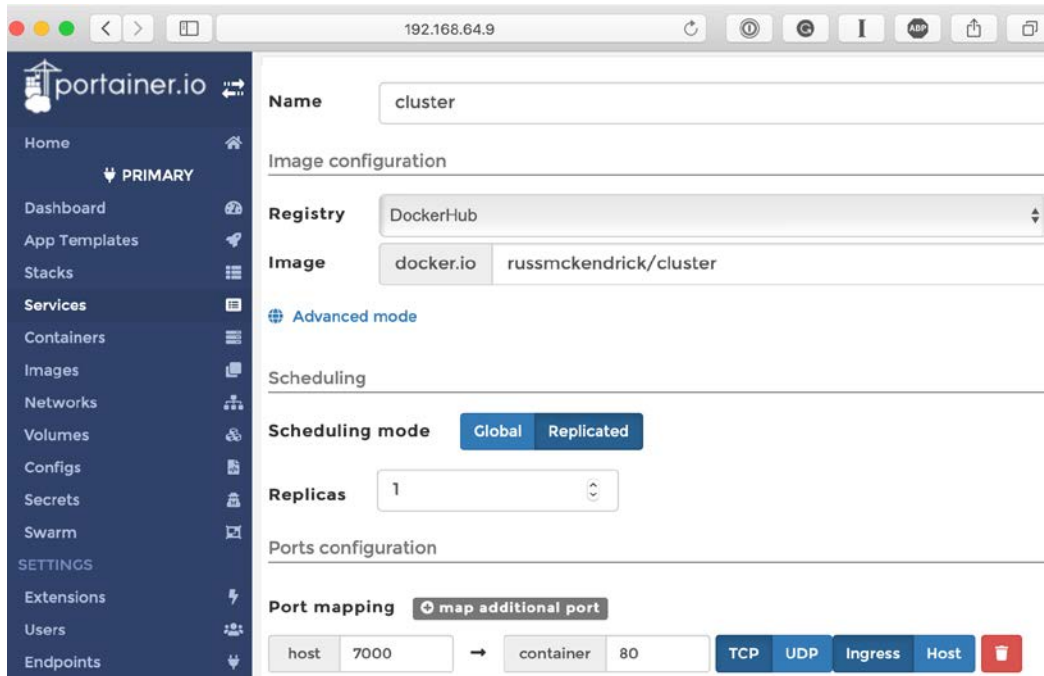 192.168.64.9
ABP
portainer.io
Home
PRIMARY
Dashboard
App Templates
Stacks
Services
Containers
Images
Networks
Volumes
Configs
Secrets
Swarm
SETTINGS
Extensions
Users
Endpoints
Name cluster
Image configuration
Registry DockerHub
Image docker.io russmckendrick/cluster
Advanced mode
Scheduling
Scheduling mode Global Replicated
Replicas 1
Ports configuration
Port mapping map additional port
host 7000 → container 80 TCP UDP Ingress Host